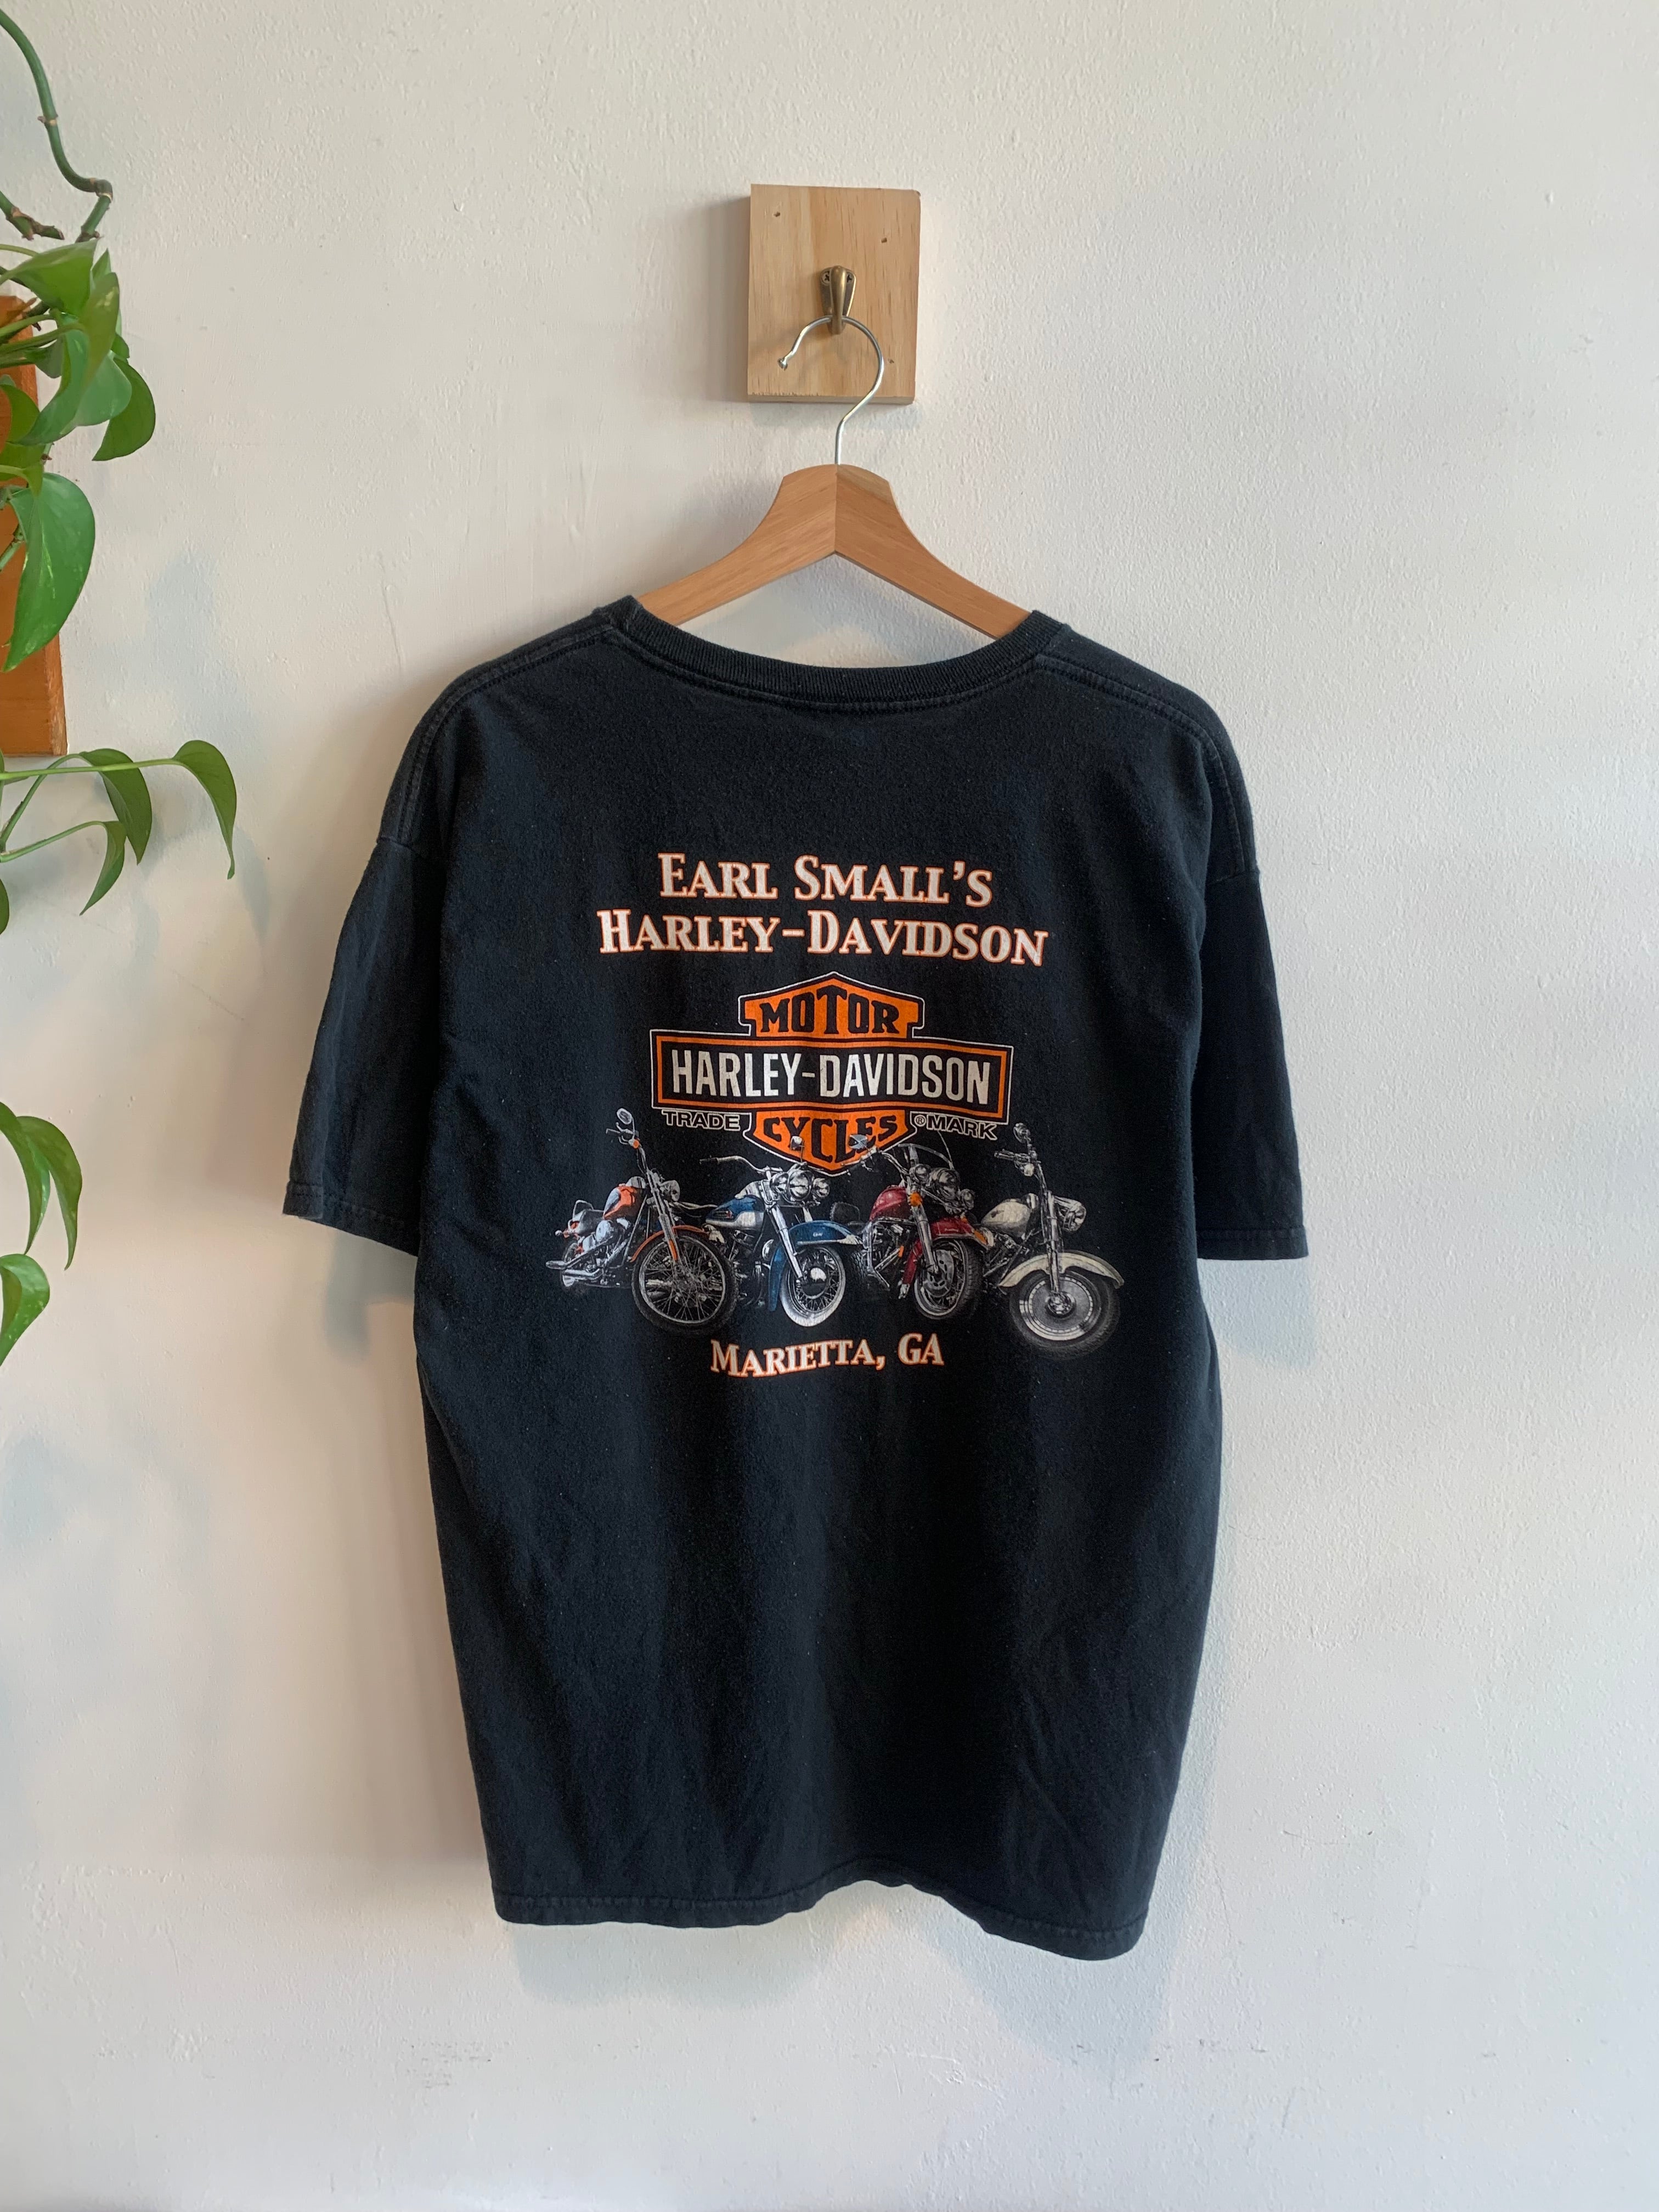 EARL SMALL'S
HARLEY-DAVIDSON
MOTOR
HARLEY-DAVIDSON
TRADE ®MARK
CYCLES
MARIETTA, GA